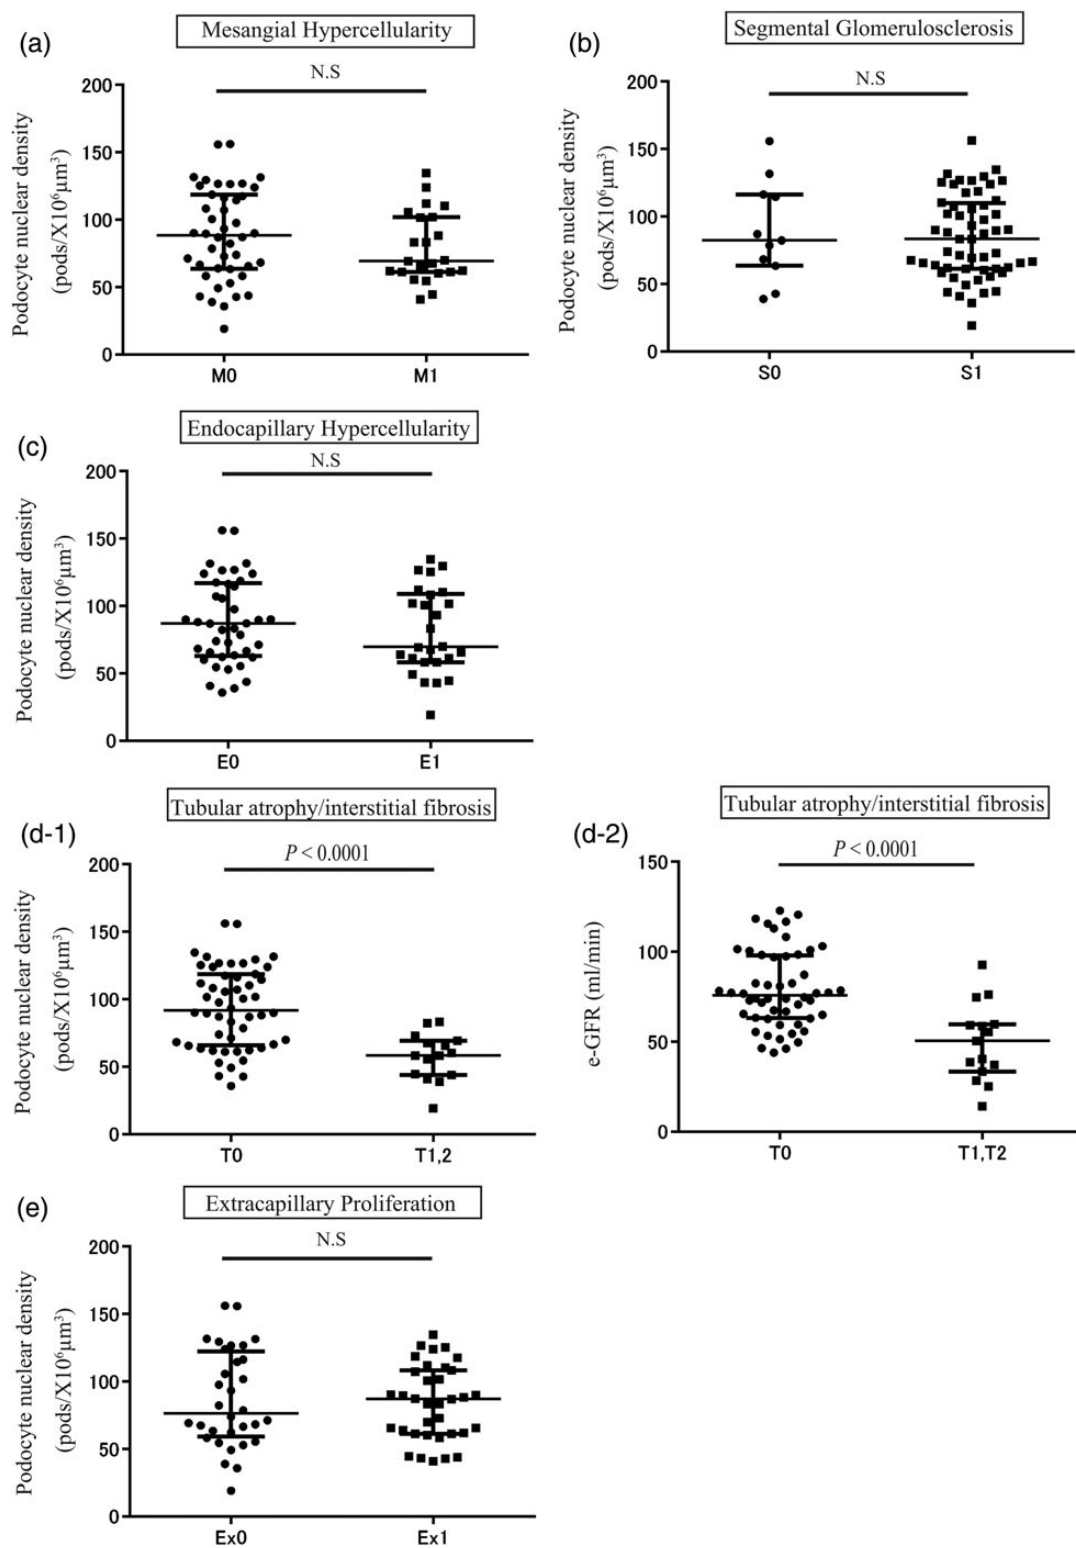 (a)
Mesangial Hypercellularity
N.S
Podocyte nuclear density
(pods/X10⁶µm³)
200
150
100
50
0
M0
M1
(b)
Segmental Glomerulosclerosis
N.S
Podocyte nuclear density
(pods/X10⁶µm³)
200
150
100
50
0
S0
S1
(c)
Endocapillary Hypercellularity
N.S
Podocyte nuclear density
(pods/X10⁶µm³)
200
150
100
50
0
E0
E1
(d-1)
Tubular atrophy/interstitial fibrosis
P < 0.0001
Podocyte nuclear density
(pods/X10⁶µm³)
200
150
100
50
0
T0
T1,2
(d-2)
Tubular atrophy/interstitial fibrosis
P < 0.0001
e-GFR (ml/min)
150
100
50
0
T0
T1,T2
(e)
Extracapillary Proliferation
N.S
Podocyte nuclear density
(pods/X10⁶µm³)
200
150
100
50
0
Ex0
Ex1